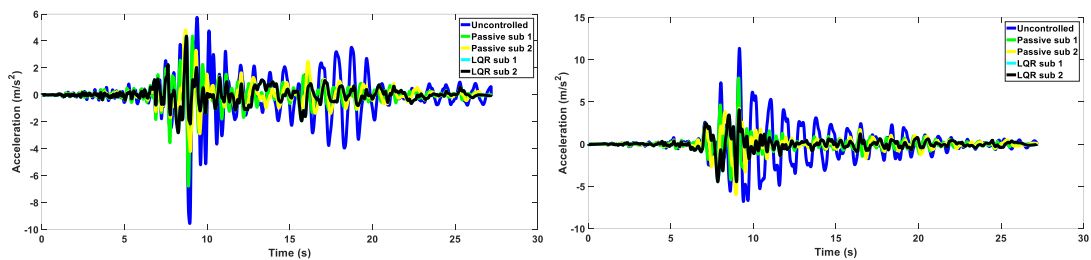 6
4
2
0
-2
-4
-6
-8
-10
Acceleration (m/s²)
0 5 10 15 20 25 30
Time (s)
Uncontrolled
Passive sub 1
Passive sub 2
LQR sub 1
LQR sub 2
15
10
5
0
-5
-10
Acceleration (m/s²)
0 5 10 15 20 25 30
Time (s)
Uncontrolled
Passive sub 1
Passive sub 2
LQR sub 1
LQR sub 2